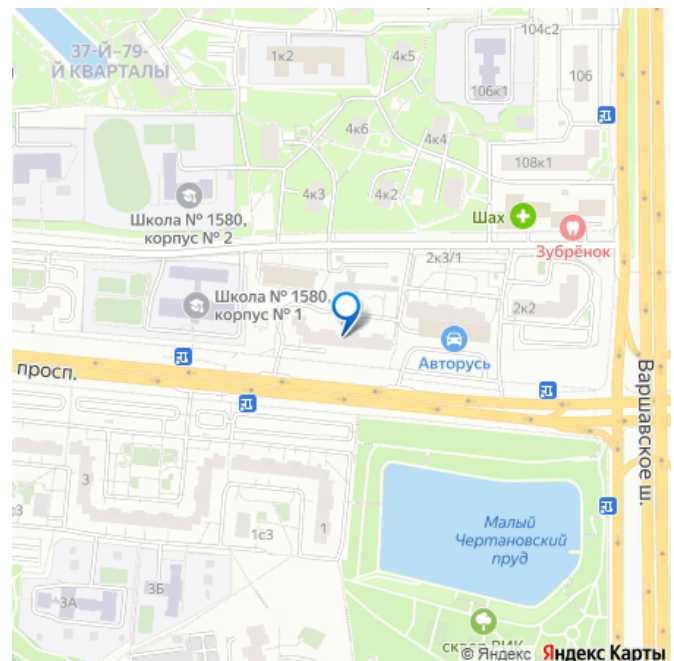 104с2
37-Й–79-
Й КВАРТАЛЫ
1к2
4к5
106
106к1
4к6
4к4
108к1
4к3
4к2
Школа № 1580,
корпус № 2
Шах
Зубрёнок
2к3/1
Школа № 1580,
корпус № 1
2к2
Авторусь
просп.
Варшавское ш.
3
1
1с3
Малый
Чертановский
пруд
3А
3Б
сквер РИК
© Яндекс Яндекс Карты